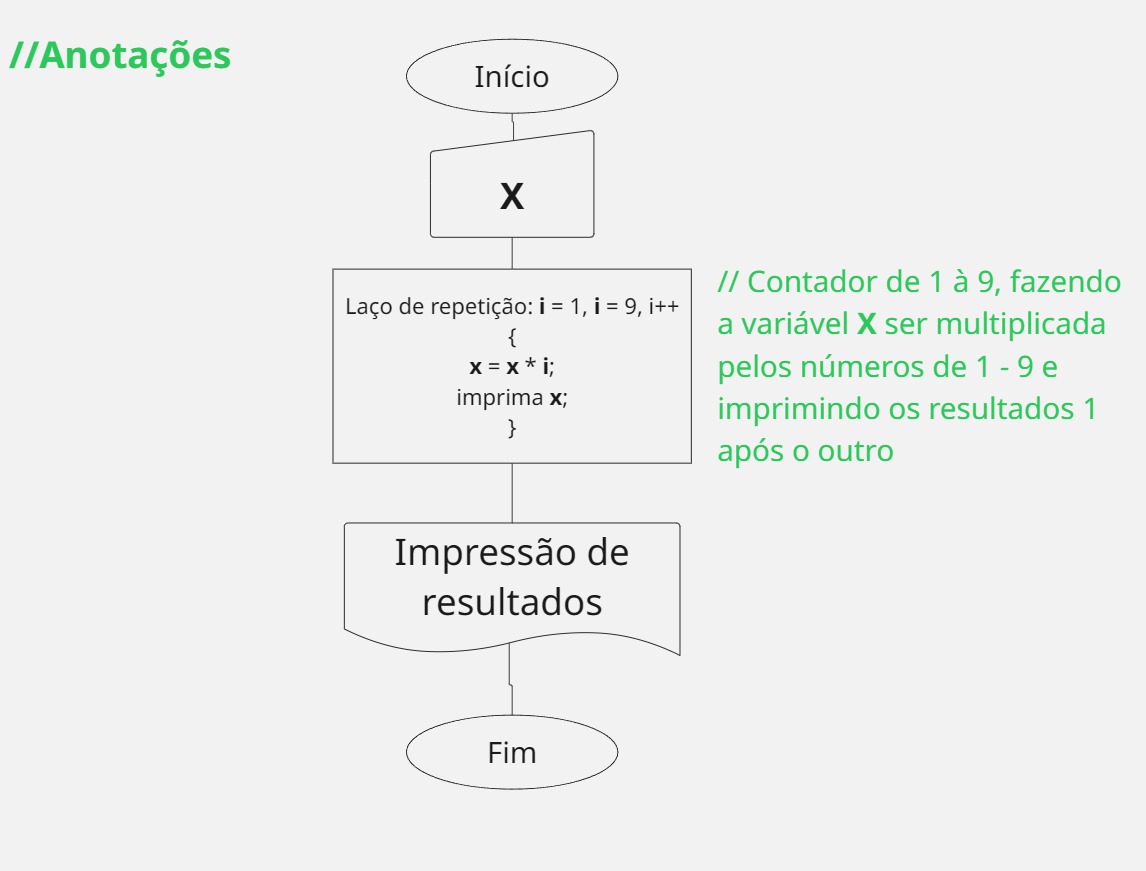 //Anotações
Início
X
Laço de repetição: i = 1, i = 9, i++
{
x = x * i;
imprima x;
}
// Contador de 1 à 9, fazendo
a variável X ser multiplicada
pelos números de 1 - 9 e
imprimindo os resultados 1
após o outro
Impressão de
resultados
Fim